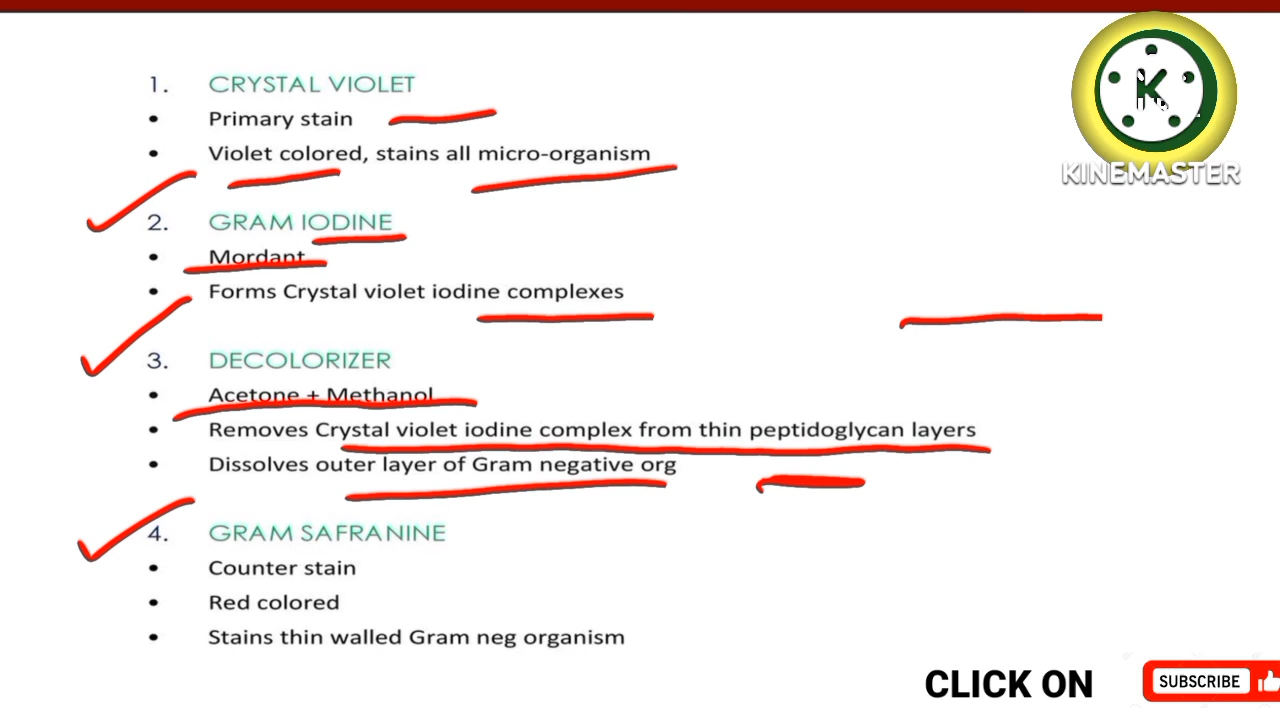 1. CRYSTAL VIOLET
• Primary stain
• Violet colored, stains all micro-organism
2. GRAM IODINE
• Mordant
• Forms Crystal violet iodine complexes
3. DECOLORIZER
• Acetone + Methanol
• Removes Crystal violet iodine complex from thin peptidoglycan layers
• Dissolves outer layer of Gram negative org
4. GRAM SAFRANINE
• Counter stain
• Red colored
• Stains thin walled Gram neg organism
K
KINEMASTER
CLICK ON
SUBSCRIBE